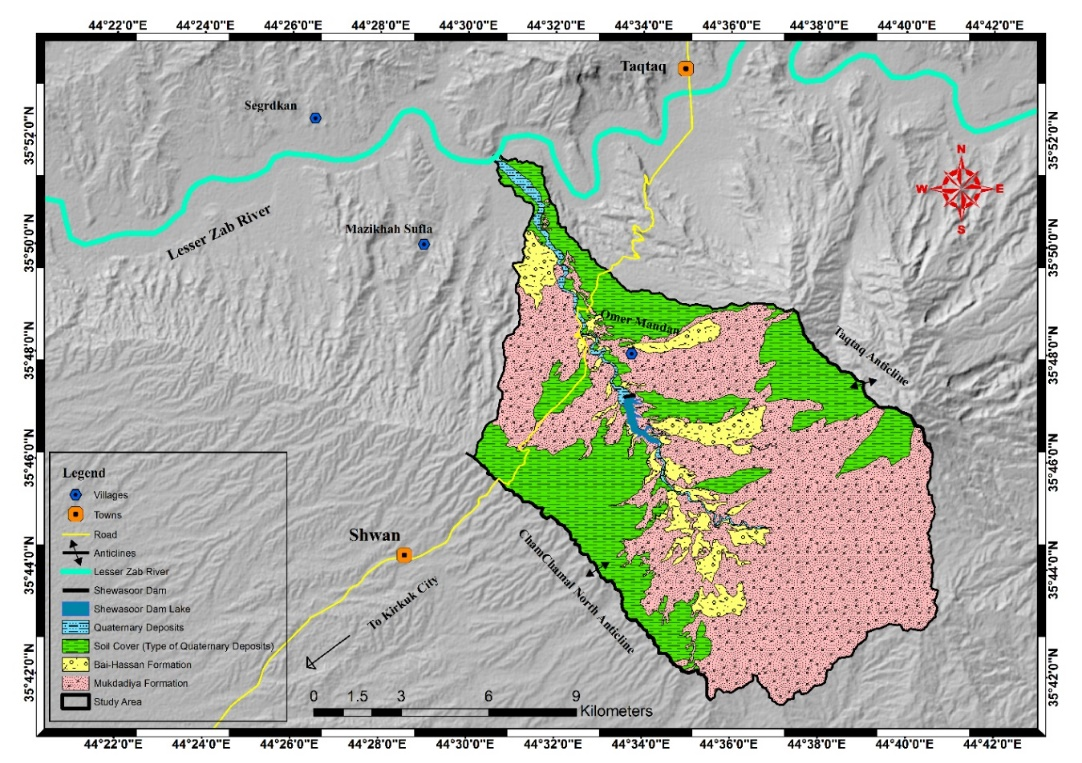 44°22'0"E 44°24'0"E 44°26'0"E 44°28'0"E 44°30'0"E 44°32'0"E 44°34'0"E 44°36'0"E 44°38'0"E 44°40'0"E 44°42'0"E
Taqtaq
Segrdkan
35°52'0"N
35°52'0"N
N
W
E
S
Lesser Zab River
Mazikhah Sufla
35°50'0"N
35°50'0"N
Omer Mandan
Taqtaq Anticline
35°48'0"N
35°48'0"N
35°46'0"N
35°46'0"N
Legend
Villages
Towns
Road
Anticlines
Lesser Zab River
Shewasoor Dam
Shewasoor Dam Lake
Quaternary Deposits
Soil Cover (Type of Quaternary Deposits)
Bai-Hassan Formation
Mukdadiya Formation
Study Area
Shwan
ChamChamal North Anticline
To Kirkuk City
35°44'0"N
35°44'0"N
35°42'0"N
35°42'0"N
0 1.5 3 6 9
Kilometers
44°22'0"E 44°24'0"E 44°26'0"E 44°28'0"E 44°30'0"E 44°32'0"E 44°34'0"E 44°36'0"E 44°38'0"E 44°40'0"E 44°42'0"E